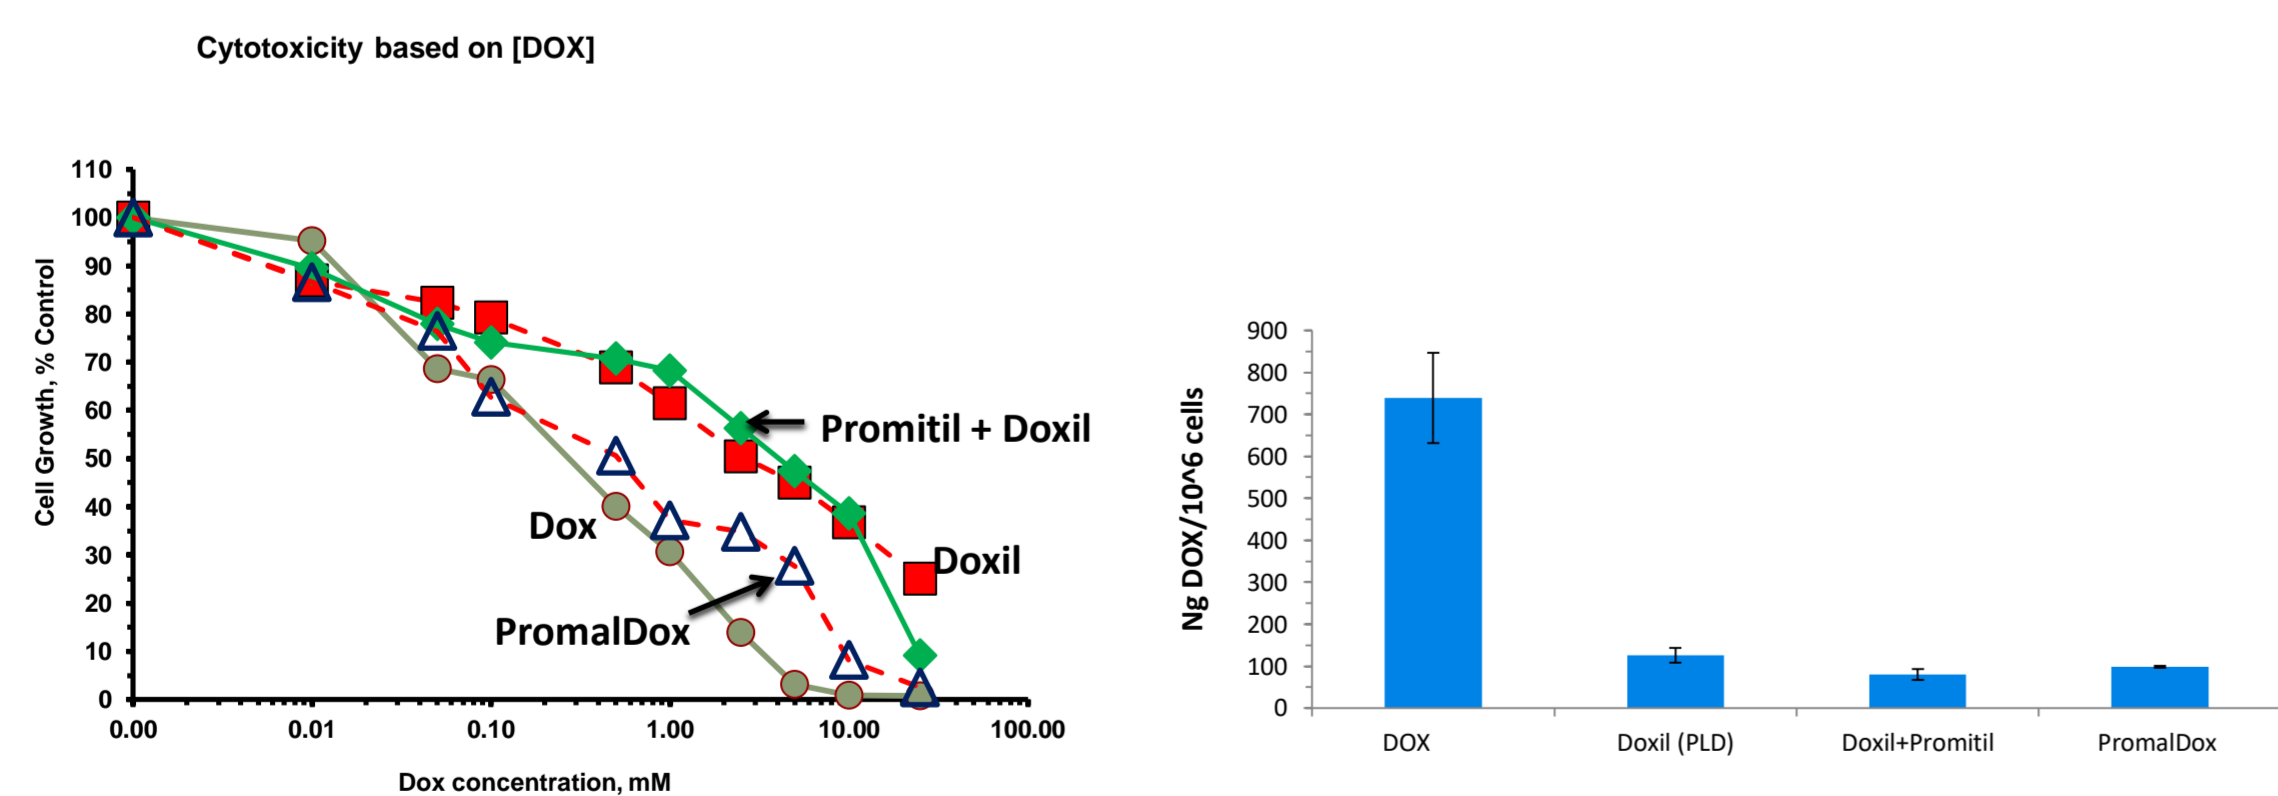 Cytotoxicity based on [DOX]
Cell Growth, % Control
110
100
90
80
70
60
50
40
30
20
10
0
0.00 0.01 0.10 1.00 10.00 100.00
Dox concentration, mM
Promitil + Doxil
Dox
Doxil
PromalDox
Ng DOX/10^6 cells
900
800
700
600
500
400
300
200
100
0
DOX Doxil (PLD) Doxil+Promitil PromalDox